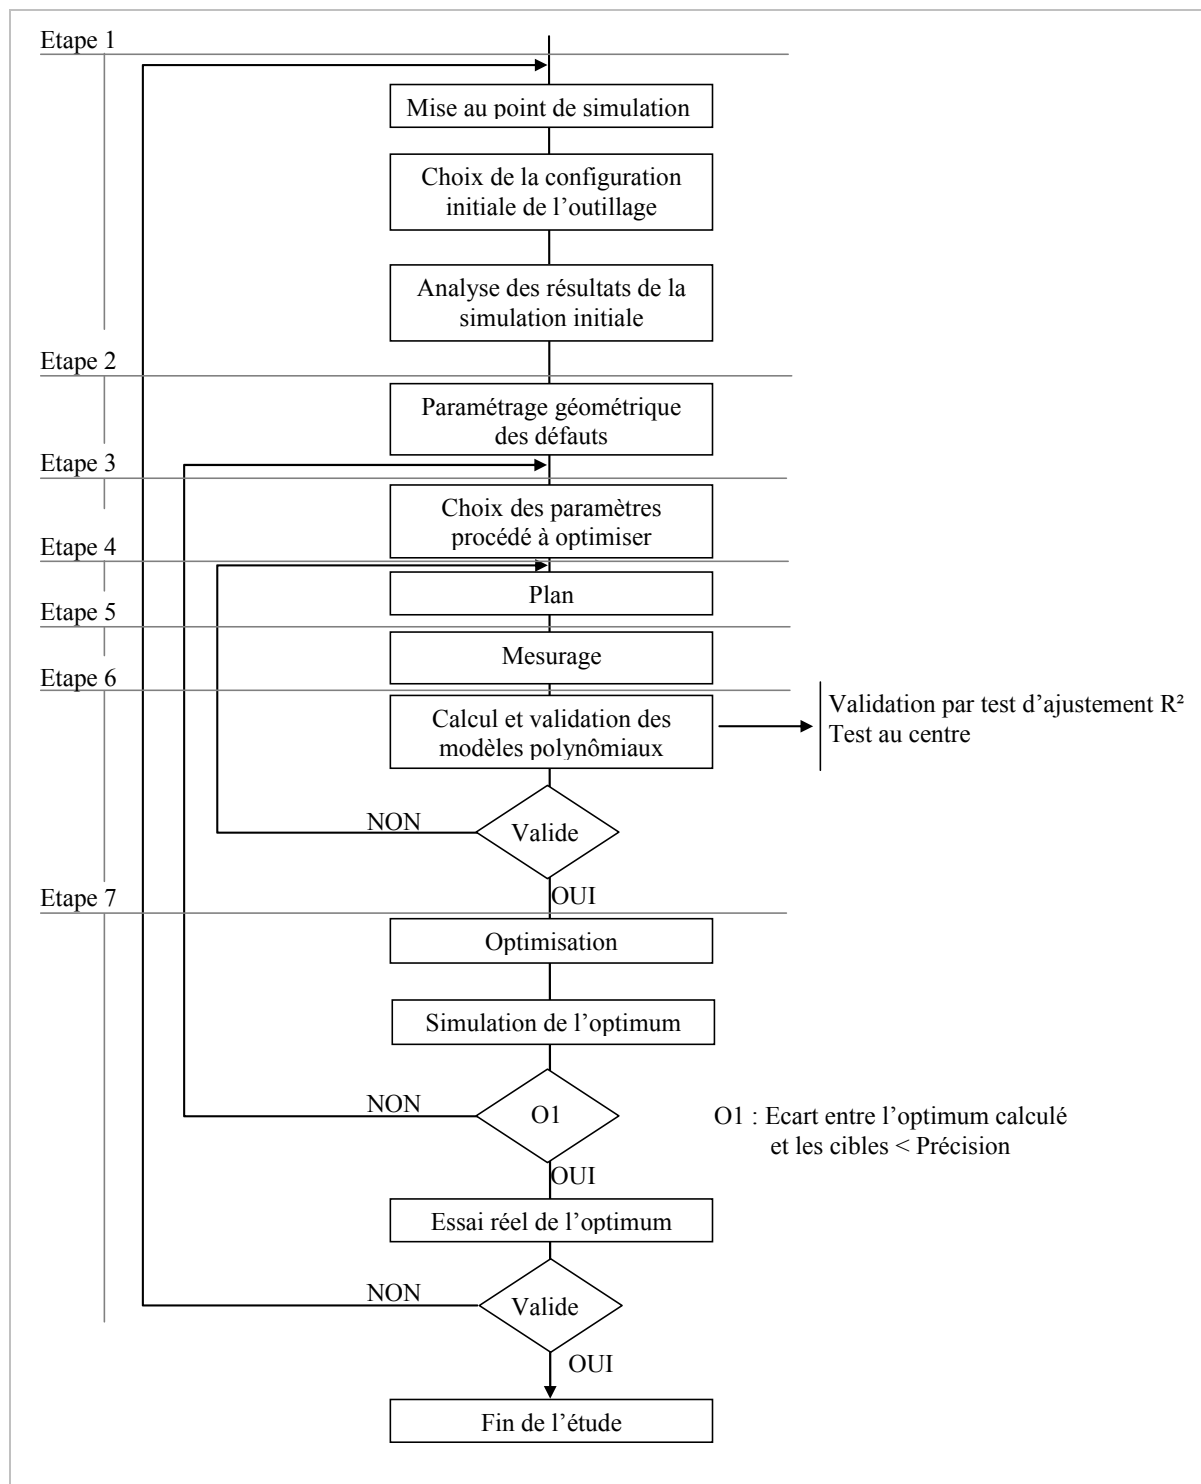 Etape 1
Mise au point de simulation
Choix de la configuration
initiale de l’outillage
Analyse des résultats de la
simulation initiale
Etape 2
Paramétrage géométrique
des défauts
Etape 3
Choix des paramètres
procédé à optimiser
Etape 4
Plan
Etape 5
Mesurage
Etape 6
Calcul et validation des
modèles polynômiaux
Validation par test d’ajustement R²
Test au centre
NON
Valide
Etape 7
OUI
Optimisation
Simulation de l’optimum
NON
O1
O1 : Ecart entre l’optimum calculé
et les cibles < Précision
OUI
Essai réel de l’optimum
NON
Valide
OUI
Fin de l’étude